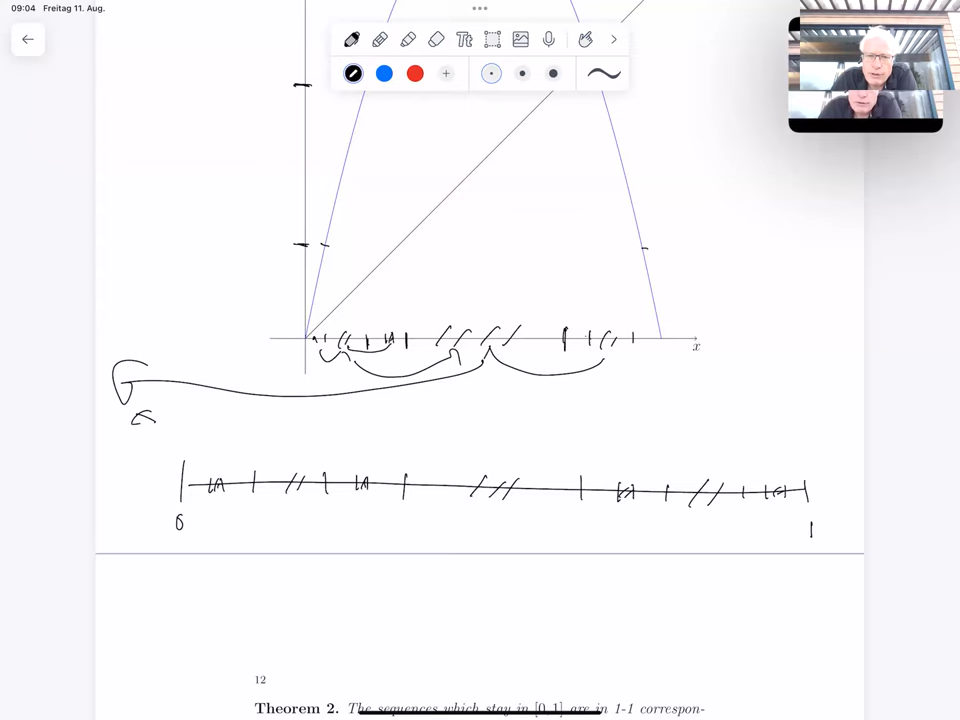 09:04 Freitag 11. Aug.
Tt
x
0
1
12
Theorem 2. The sequences which stay in [0, 1] are in 1-1 correspon-